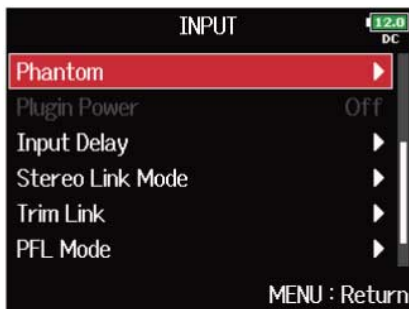 INPUT
12.0
DC
Phantom
Plugin Power Off
Input Delay
Stereo Link Mode
Trim Link
PFL Mode
MENU : Return